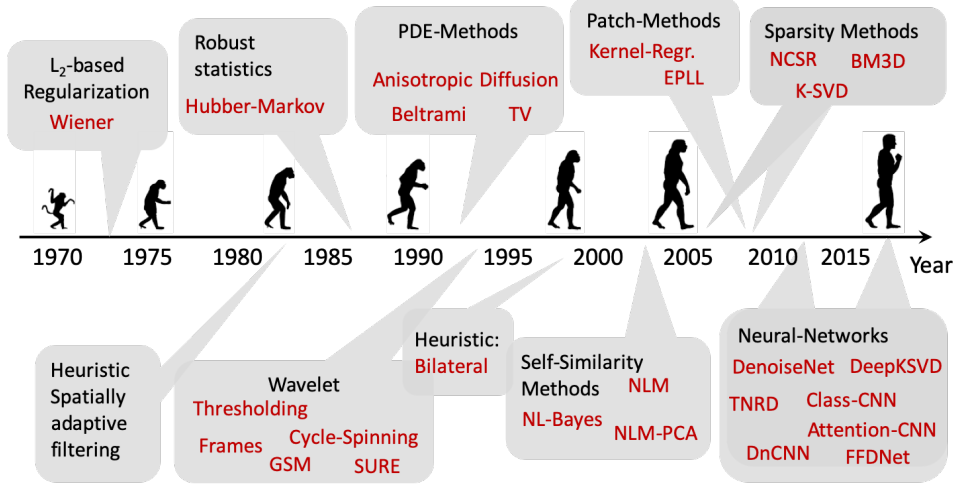 L2-based
Regularization
Wiener
Robust
statistics
Hubber-Markov
PDE-Methods
Anisotropic Diffusion
Beltrami TV
Patch-Methods
Kernel-Regr.
EPLL
Sparsity Methods
NCSR BM3D
K-SVD
1970 1975 1980 1985 1990 1995 2000 2005 2010 2015 Year
Heuristic
Spatially
adaptive
filtering
Wavelet
Thresholding
Frames Cycle-Spinning
GSM SURE
Heuristic:
Bilateral
Self-Similarity
Methods NLM
NL-Bayes
NLM-PCA
Neural-Networks
DenoiseNet DeepKSVD
TNRD Class-CNN
Attention-CNN
DnCNN FFDNet